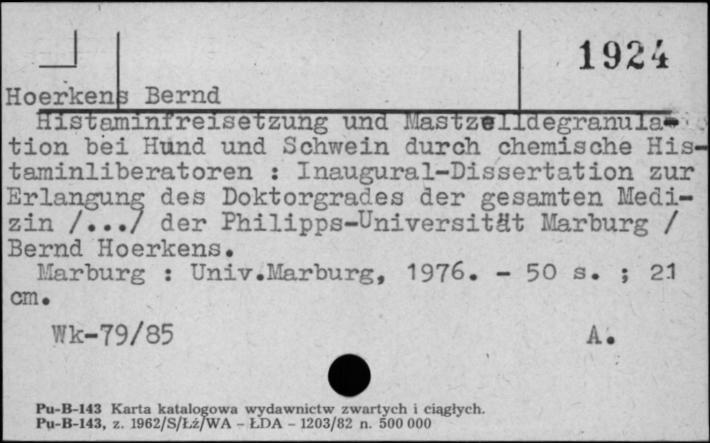 1924
Hoerkens Bernd
Histaminfreisetzung und Mastzelldegranula-
tion bei Hund und Schwein durch chemische His-
taminliberatoren : Inaugural-Dissertation zur
Erlangung des Doktorgrades der gesamten Medi-
zin /.../ der Philipps-Universität Marburg /
Bernd Hoerkens.
Marburg : Univ.Marburg, 1976. - 50 s. ; 21
cm.
Wk-79/85 A.
Pu-B-143 Karta katalogowa wydawnictw zwartych i ciągłych.
Pu-B-143, z. 1962/S/Łż/WA - ŁDA - 1203/82 n. 500 000